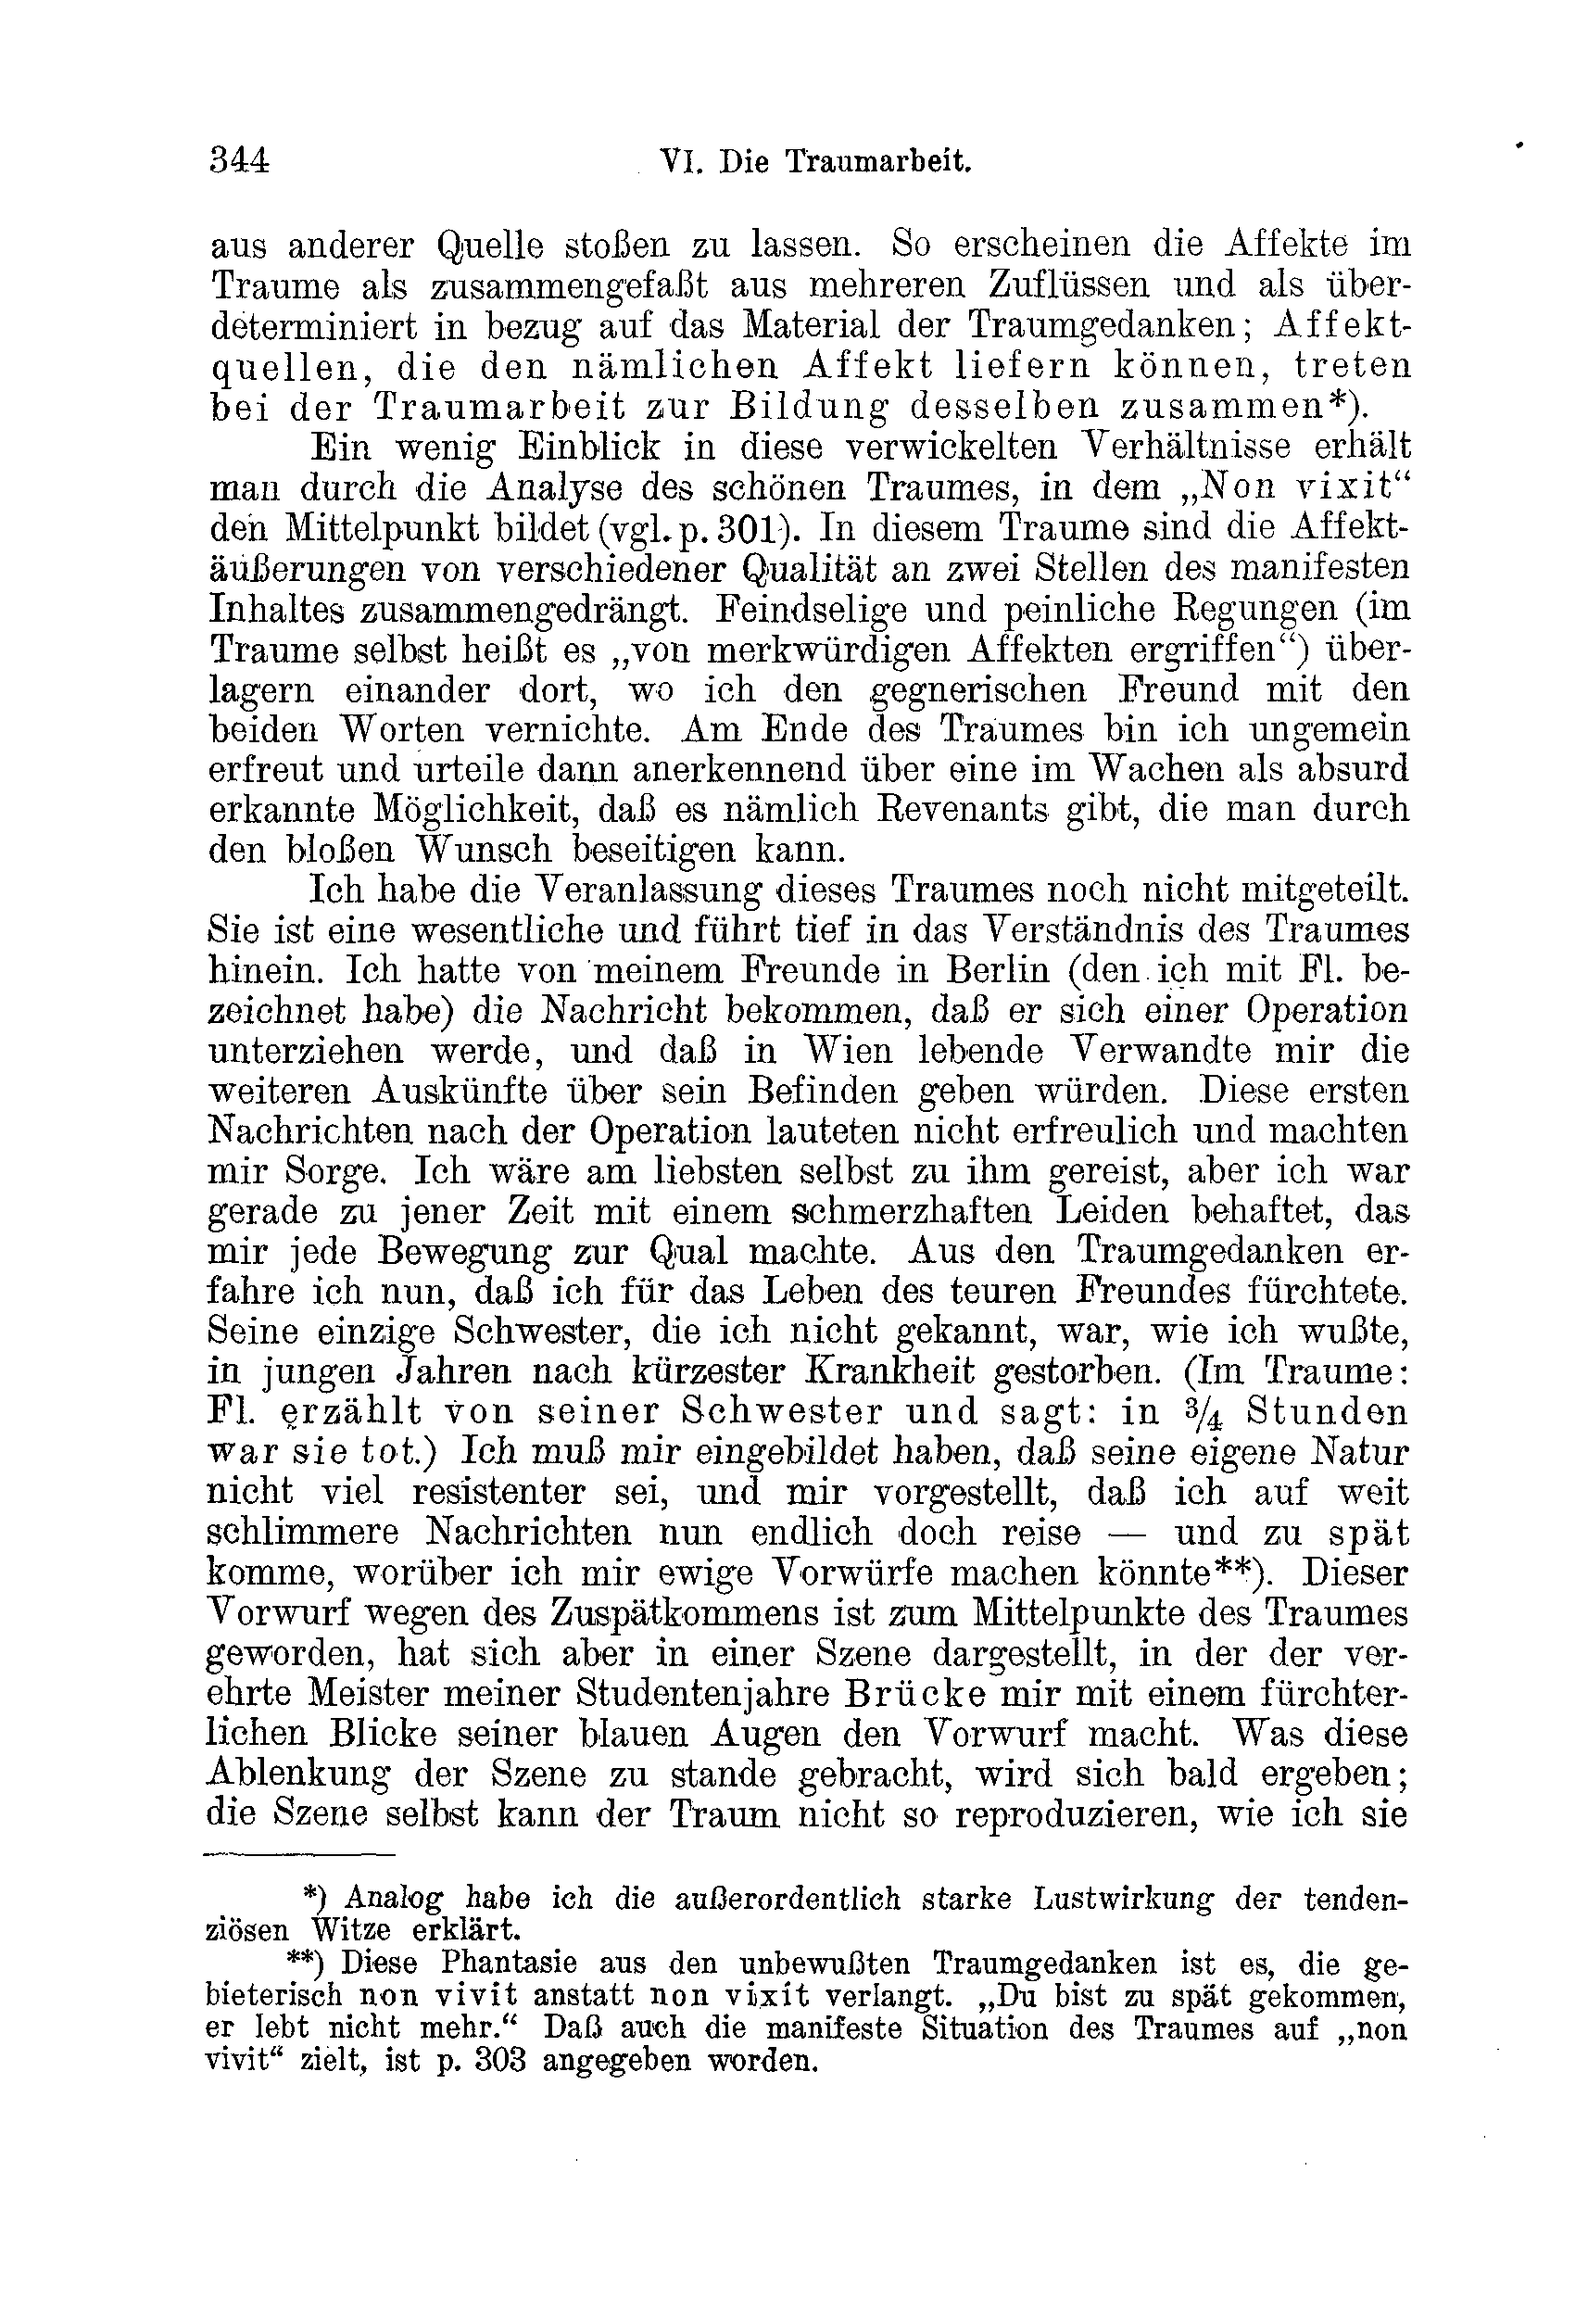 344
VI. Die Traumarbeit.
aus anderer Quelle stoßen zu lassen. So erscheinen die Affekte im
Traume als zusammengefaßt aus mehreren Zuflüssen und als über-
determiniert in bezug auf das Material der Traumgedanken; Affekt-
quellen, die den nämlichen Affekt liefern können, treten
bei der Traumarbeit zur Bildung desselben zusammen*).
Ein wenig Einblick in diese verwickelten Verhältnisse erhält
man durch die Analyse des schönen Traumes, in dem „Non vixit“
den Mittelpunkt bildet (vgl. p. 301). In diesem Traume sind die Affekt-
äußerungen von verschiedener Qualität an zwei Stellen des manifesten
Inhaltes zusammengedrängt. Feindselige und peinliche Regungen (im
Traume selbst heißt es „von merkwürdigen Affekten ergriffen“) über-
lagern einander dort, wo ich den gegnerischen Freund mit den
beiden Worten vernichte. Am Ende des Traumes bin ich ungemein
erfreut und urteile dann anerkennend über eine im Wachen als absurd
erkannte Möglichkeit, daß es nämlich Revenants gibt, die man durch
den bloßen Wunsch beseitigen kann.
Ich habe die Veranlassung dieses Traumes noch nicht mitgeteilt.
Sie ist eine wesentliche und führt tief in das Verständnis des Traumes
hinein. Ich hatte von meinem Freunde in Berlin (den ich mit Fl. be-
zeichnet habe) die Nachricht bekommen, daß er sich einer Operation
unterziehen werde, und daß in Wien lebende Verwandte mir die
weiteren Auskünfte über sein Befinden geben würden. Diese ersten
Nachrichten nach der Operation lauteten nicht erfreulich und machten
mir Sorge. Ich wäre am liebsten selbst zu ihm gereist, aber ich war
gerade zu jener Zeit mit einem schmerzhaften Leiden behaftet, das
mir jede Bewegung zur Qual machte. Aus den Traumgedanken er-
fahre ich nun, daß ich für das Leben des teuren Freundes fürchtete.
Seine einzige Schwester, die ich nicht gekannt, war, wie ich wußte,
in jungen Jahren nach kürzester Krankheit gestorben. (Im Traume:
Fl. erzählt von seiner Schwester und sagt: in ¾ Stunden
war sie tot.) Ich muß mir eingebildet haben, daß seine eigene Natur
nicht viel resistenter sei, und mir vorgestellt, daß ich auf weit
schlimmere Nachrichten nun endlich doch reise — und zu spät
komme, worüber ich mir ewige Vorwürfe machen könnte**). Dieser
Vorwurf wegen des Zuspätkommens ist zum Mittelpunkte des Traumes
geworden, hat sich aber in einer Szene dargestellt, in der der ver-
ehrte Meister meiner Studentenjahre Brücke mir mit einem fürchter-
lichen Blicke seiner blauen Augen den Vorwurf macht. Was diese
Ablenkung der Szene zu stande gebracht, wird sich bald ergeben;
die Szene selbst kann der Traum nicht so reproduzieren, wie ich sie
*) Analog habe ich die außerordentlich starke Lustwirkung der tenden-
ziösen Witze erklärt.
**) Diese Phantasie aus den unbewußten Traumgedanken ist es, die ge-
bieterisch non vivit anstatt non vixit verlangt. „Du bist zu spät gekommen,
er lebt nicht mehr.“ Daß auch die manifeste Situation des Traumes auf „non
vivit“ zielt, ist p. 303 angegeben worden.